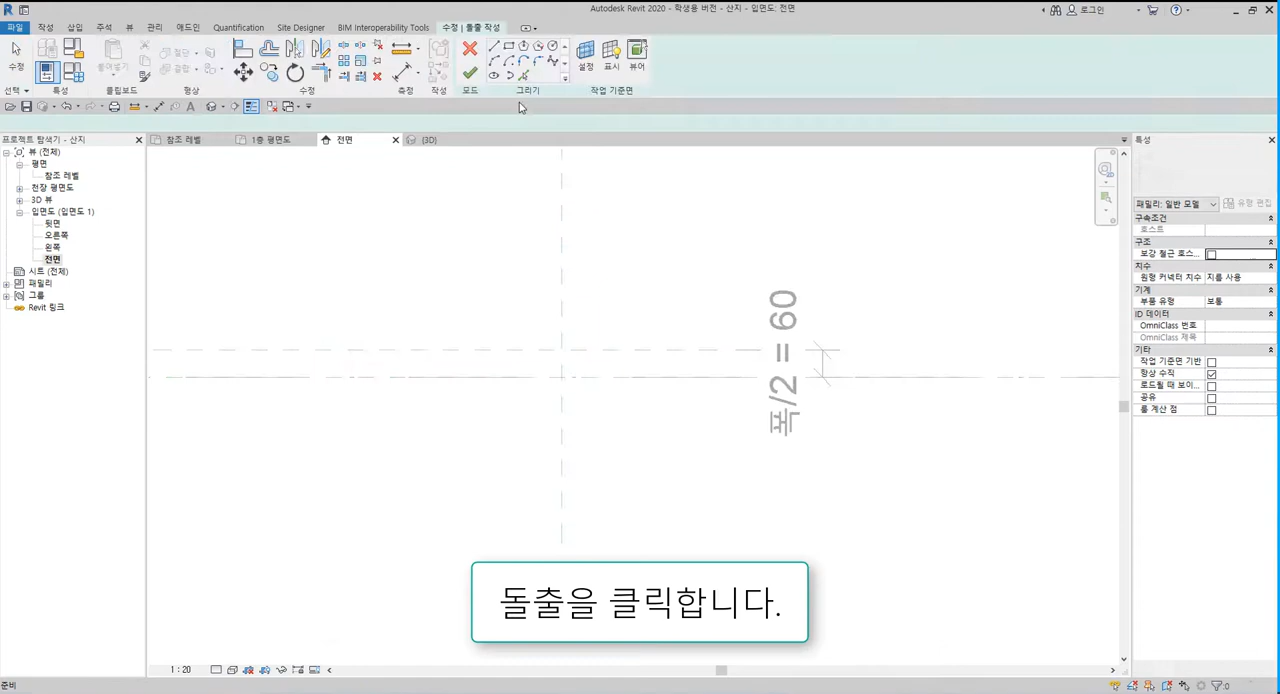 Autodesk Revit 2020 - 학생용 버전 - 산지 - 입면도: 전면
로그인
파일 작성 삽입 주석 뷰 관리 애드인 Quantification Site Designer BIM Interoperability Tools 수정 | 돌출 작성
수정
붙여넣기
절단
클립
설정 표시 뷰어
선택 특성 클립보드 형상 수정 측정 작성 모드 그리기 작업 기준면
프로젝트 탐색기 - 산지
참조 레벨 1층 평면도 전면 {3D}
특성
뷰 (전체)
평면
참조 레벨
천장 평면도
3D 뷰
입면도 (입면도 1)
뒷면
오른쪽
왼쪽
전면
시트 (전체)
패밀리
그룹
Revit 링크
폭/2 = 60
패밀리: 일반 모델 유형 편집
구속조건
호스트
구조
보강 철근 호스...
치수
원형 커넥터 치수 지름 사용
기계
부품 유형 보통
ID 데이터
OmniClass 번호
OmniClass 제목
기타
작업 기준면 기반
항상 수직
로드될 때 보이...
공유
룸 계산 점
돌출을 클릭합니다.
1 : 20
준비
:0